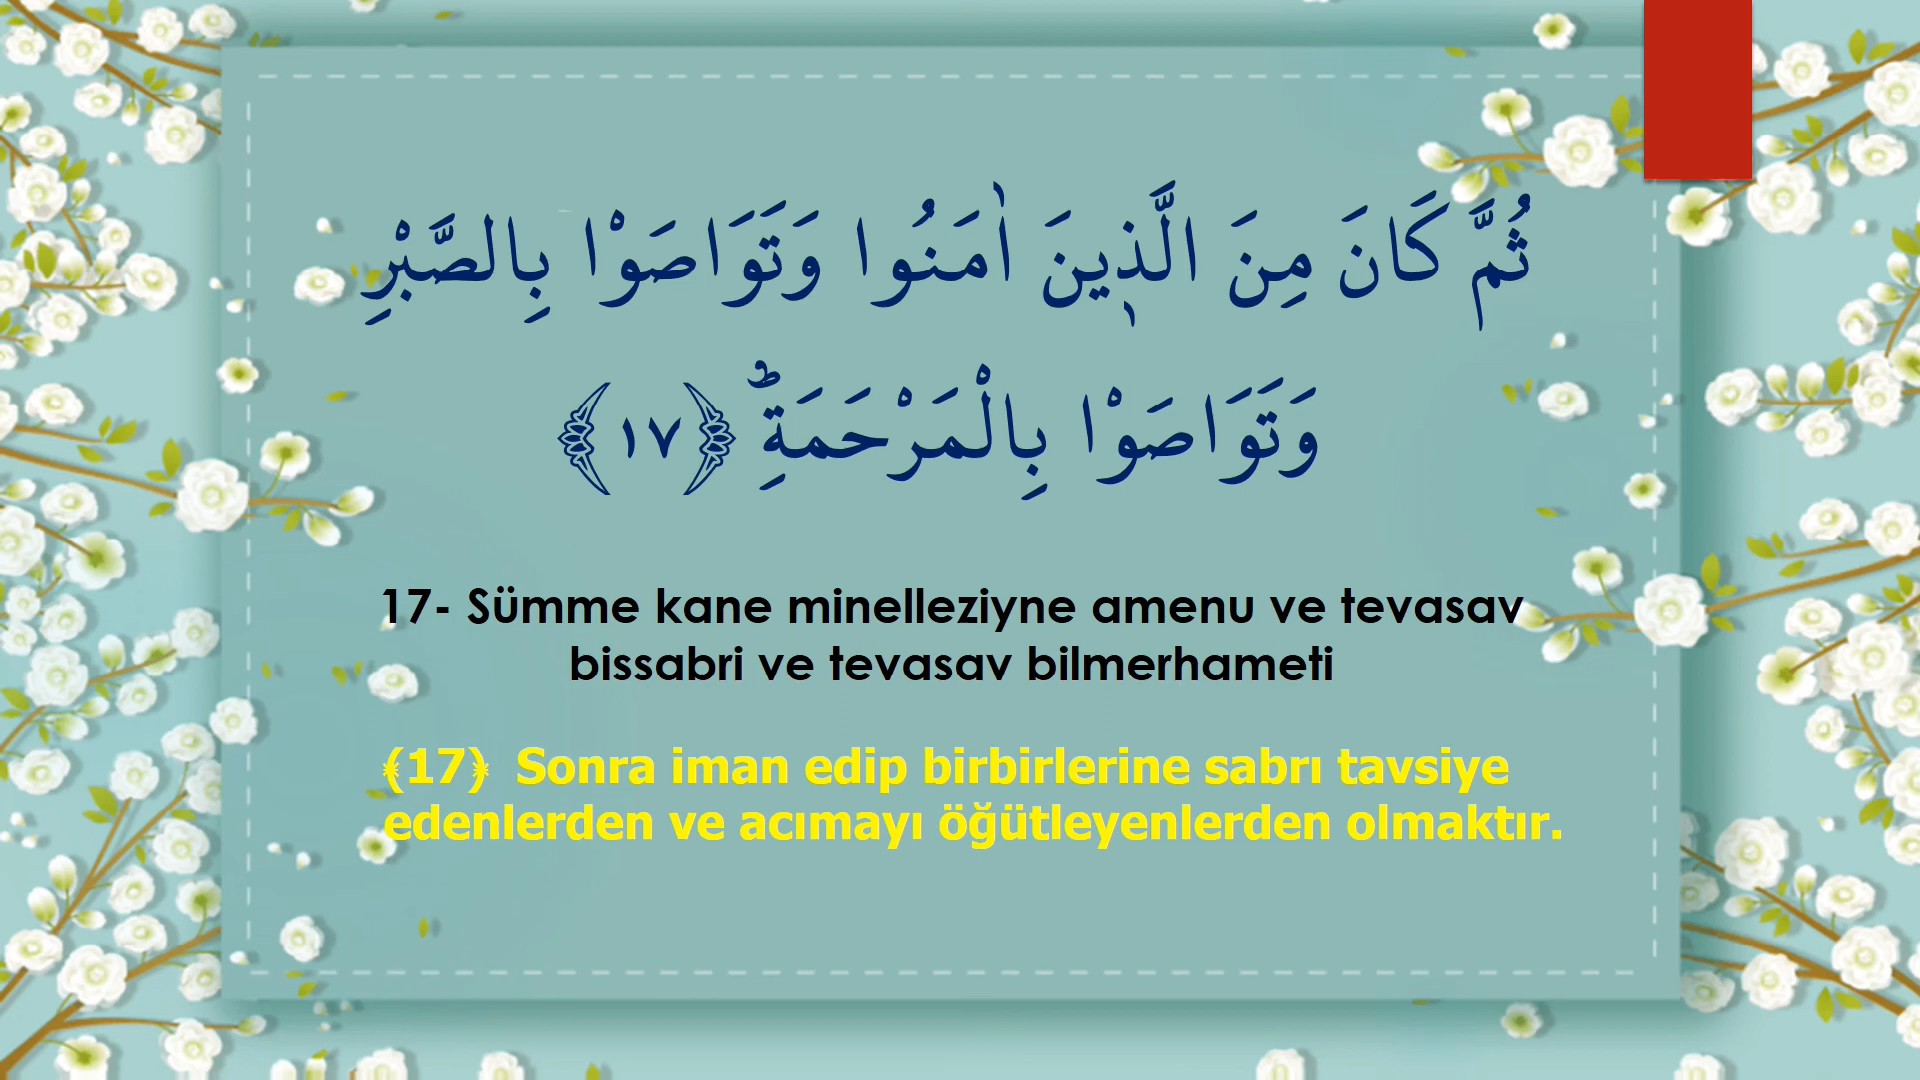 ثُمَّ كَانَ مِنَ الَّذٖينَ اٰمَنُوا وَتَوَاصَوْا بِالصَّبْرِ
وَتَوَاصَوْا بِالْمَرْحَمَةِؕ ﴿١٧﴾
17- Sümme kane minelleziyne amenu ve tevasav
bissabri ve tevasav bilmerhameti
﴾17﴿ Sonra iman edip birbirlerine sabrı tavsiye
edenlerden ve acımayı öğütleyenlerden olmaktır.